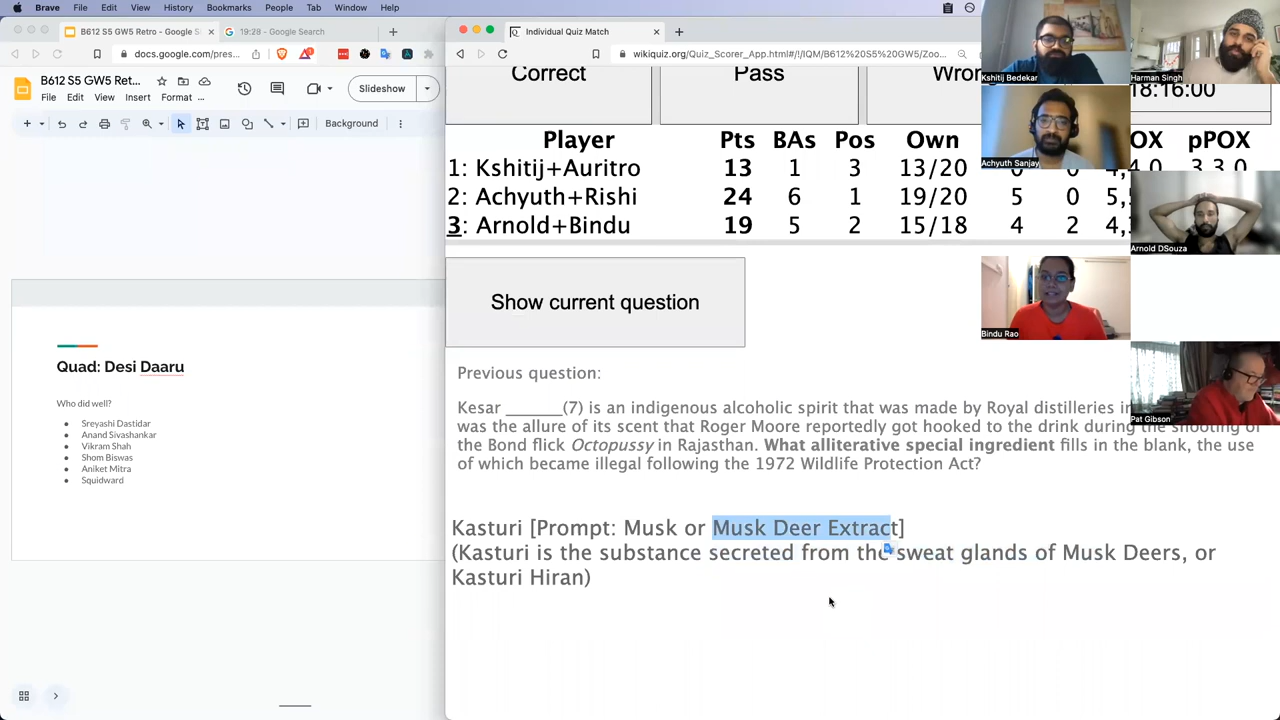 Brave File Edit View History Bookmarks People Tab Window
B612 S5 GW5 Retro - Google S
19:28 - Google Search
docs.google.com/pres...
B612 S5 GW5 Retr...
File Edit View Insert Format ...
Slideshow
Background
Quad: Desi Daaru
Who did well?
Sreyashi Dastidar
Anand Sivashankar
Vikram Shah
Shom Biswas
Aniket Mitra
Squidward
Individual Quiz Match
wikiquiz.org/Quiz_Scorer_App.html#/!/IQM/B612%20S5%20GW5/Zoo...
Correct Pass 18:16:00
Player Pts BAs Pos Own OX pPOX
1: Kshitij+Auritro 13 1 3 13/20
2: Achyuth+Rishi 24 6 1 19/20 5 0
3: Arnold+Bindu 19 5 2 15/18 4 2
Show current question
Previous question:
Kesar ______(7) is an indigenous alcoholic spirit that was made by Royal distilleries
was the allure of its scent that Roger Moore reportedly got hooked to the drink during the shooting of
the Bond flick Octopussy in Rajasthan. What alliterative special ingredient fills in the blank, the use
of which became illegal following the 1972 Wildlife Protection Act?
Kasturi [Prompt: Musk or Musk Deer Extract]
(Kasturi is the substance secreted from the sweat glands of Musk Deers, or
Kasturi Hiran)
Kshitij Bedekar
Harman Singh
Achyuth Sanjay
Arnold DSouza
Bindu Rao
Pat Gibson